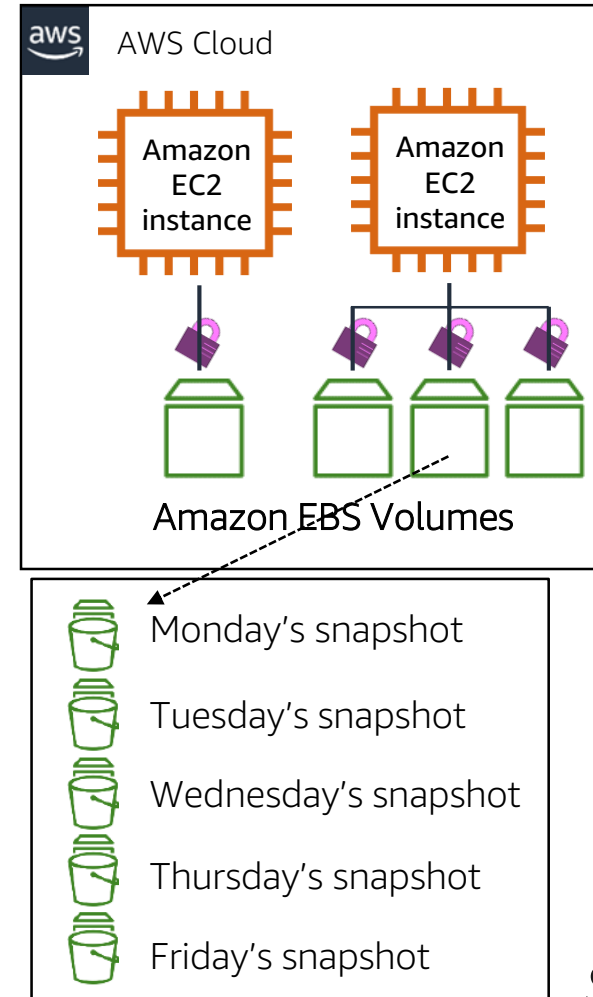 aws
AWS Cloud
Amazon
EC2
instance
Amazon
EC2
instance
Amazon EBS Volumes
Monday’s snapshot
Tuesday’s snapshot
Wednesday’s snapshot
Thursday’s snapshot
Friday’s snapshot